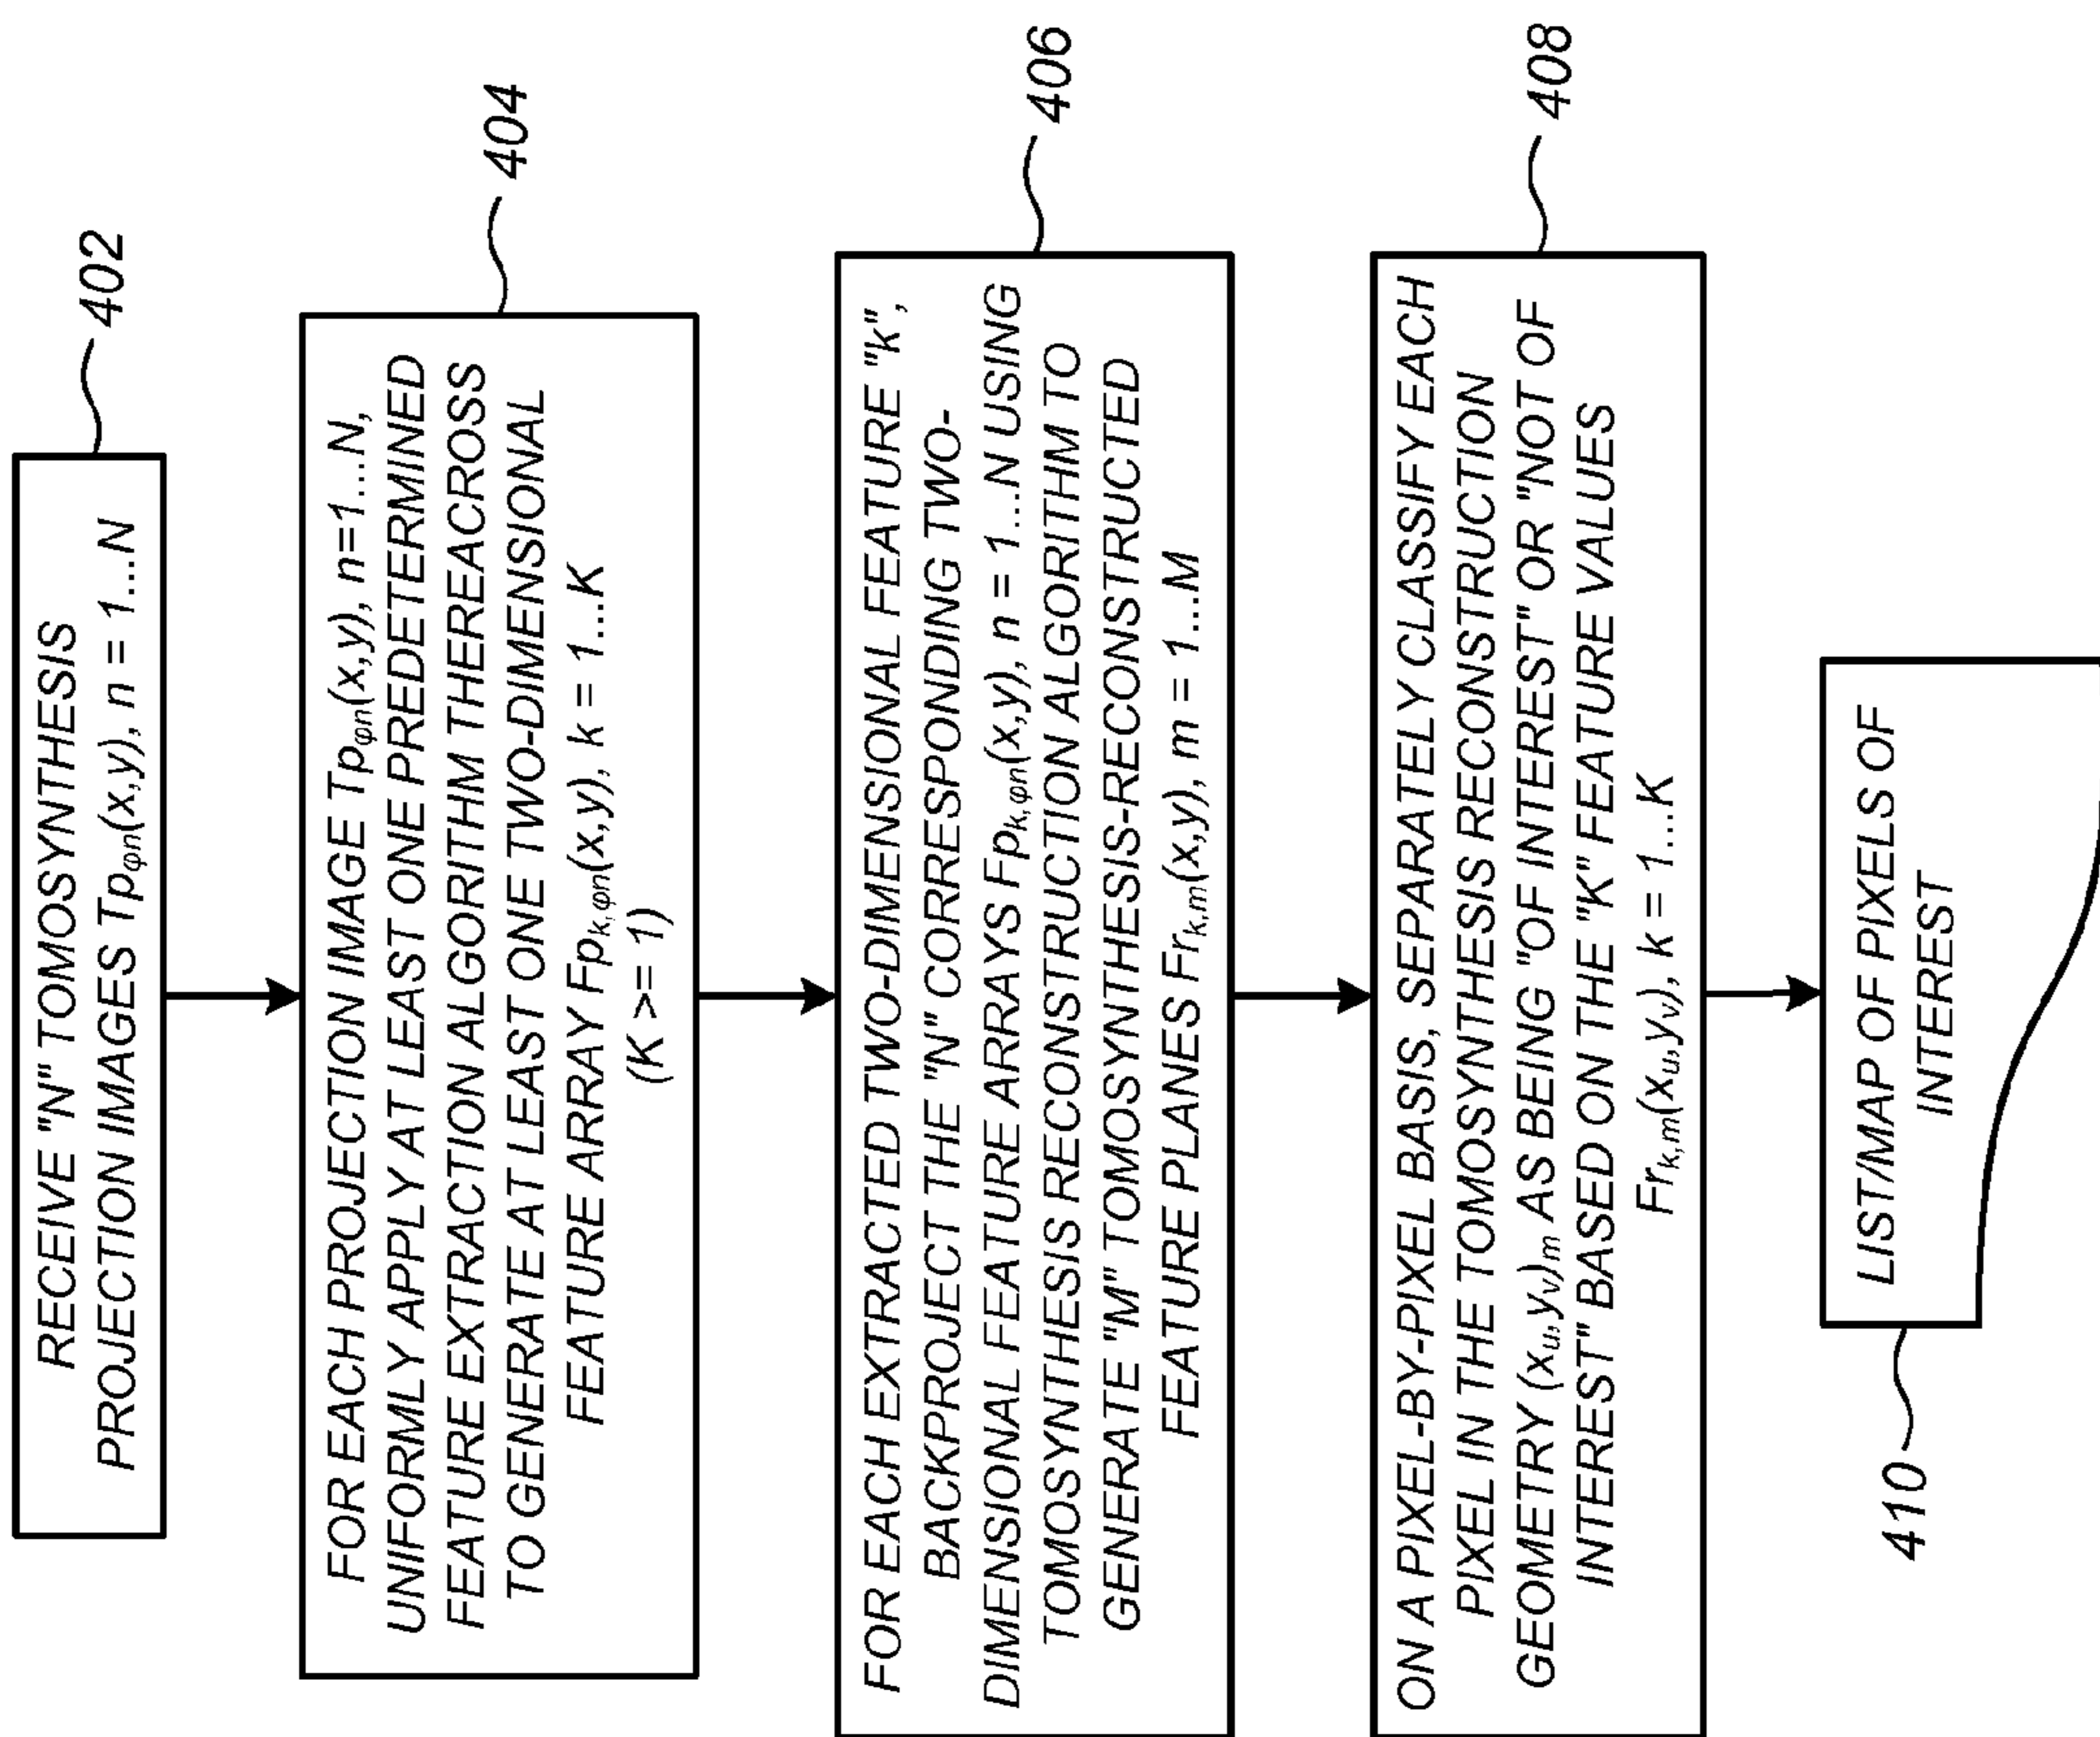 RECEIVE "N" TOMOSYNTHESIS
PROJECTION IMAGES Tpφn(x,y), n = 1...N
402
FOR EACH PROJECTION IMAGE Tpφn(x,y), n=1...N,
UNIFORMLY APPLY AT LEAST ONE PREDETERMINED
FEATURE EXTRACTION ALGORITHM THEREACROSS
TO GENERATE AT LEAST ONE TWO-DIMENSIONAL
FEATURE ARRAY Fpk,φn(x,y), k = 1...K
(K >= 1)
404
FOR EACH EXTRACTED TWO-DIMENSIONAL FEATURE "k",
BACKPROJECT THE "N" CORRESPONDING TWO-
DIMENSIONAL FEATURE ARRAYS Fpk,φn(x,y), n = 1...N USING
TOMOSYNTHESIS RECONSTRUCTION ALGORITHM TO
GENERATE "M" TOMOSYNTHESIS-RECONSTRUCTED
FEATURE PLANES Frk,m(x,y), m = 1...M
406
ON A PIXEL-BY-PIXEL BASIS, SEPARATELY CLASSIFY EACH
PIXEL IN THE TOMOSYNTHESIS RECONSTRUCTION
GEOMETRY (xu,yv)m AS BEING "OF INTEREST" OR "NOT OF
INTEREST" BASED ON THE "K" FEATURE VALUES
Frk,m(xu,yv), k = 1...K
408
LIST/MAP OF PIXELS OF
INTEREST
410